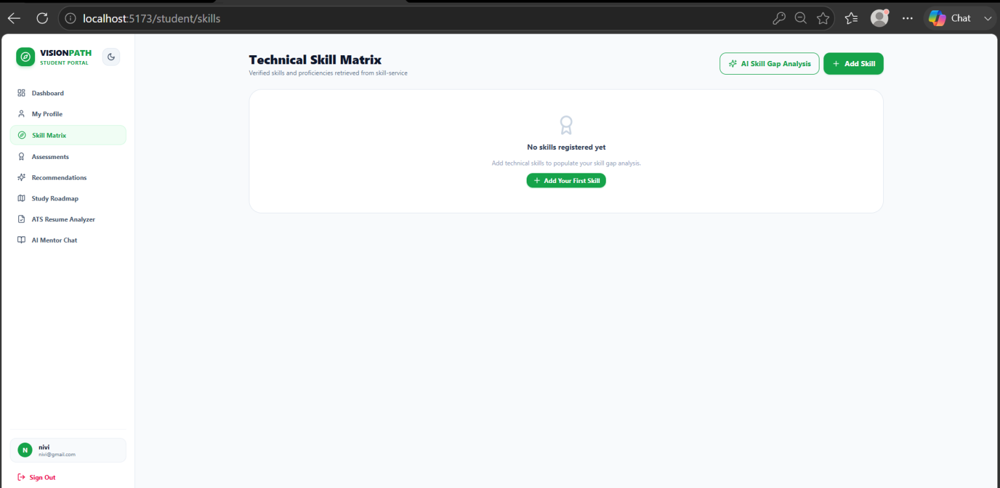 localhost:5173/student/skills
Chat
VISIONPATH
STUDENT PORTAL
Dashboard
My Profile
Skill Matrix
Assessments
Recommendations
Study Roadmap
ATS Resume Analyzer
AI Mentor Chat
N
nivi
nivi@gmail.com
Sign Out
Technical Skill Matrix
Verified skills and proficiencies retrieved from skill-service
AI Skill Gap Analysis
+ Add Skill
No skills registered yet
Add technical skills to populate your skill gap analysis.
+ Add Your First Skill